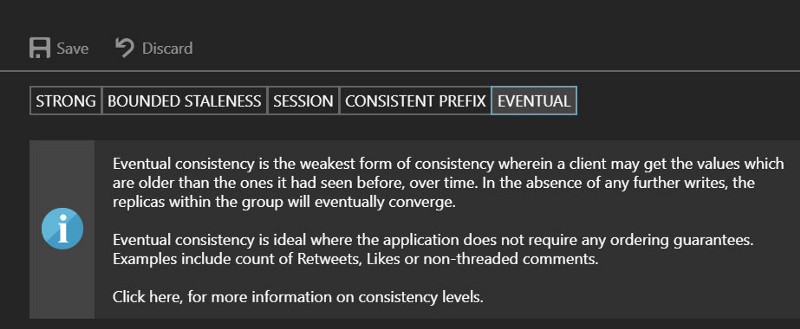 Save Discard
STRONG BOUNDED STALENESS SESSION CONSISTENT PREFIX EVENTUAL
Eventual consistency is the weakest form of consistency wherein a client may get the values which
are older than the ones it had seen before, over time. In the absence of any further writes, the
replicas within the group will eventually converge.
Eventual consistency is ideal where the application does not require any ordering guarantees.
Examples include count of Retweets, Likes or non-threaded comments.
Click here, for more information on consistency levels.